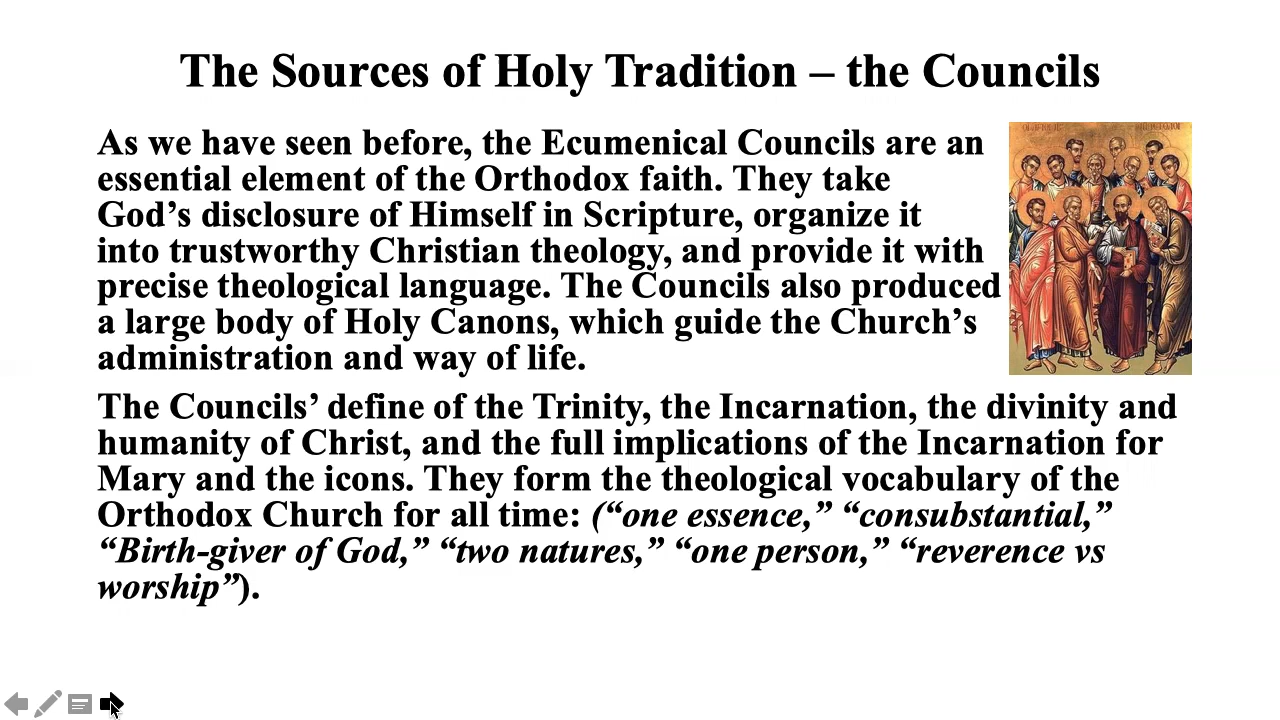 The Sources of Holy Tradition – the Councils
As we have seen before, the Ecumenical Councils are an
essential element of the Orthodox faith. They take
God’s disclosure of Himself in Scripture, organize it
into trustworthy Christian theology, and provide it with
precise theological language. The Councils also produced
a large body of Holy Canons, which guide the Church’s
administration and way of life.
The Councils’ define of the Trinity, the Incarnation, the divinity and
humanity of Christ, and the full implications of the Incarnation for
Mary and the icons. They form the theological vocabulary of the
Orthodox Church for all time: (“one essence,” “consubstantial,”
“Birth-giver of God,” “two natures,” “one person,” “reverence vs
worship”).